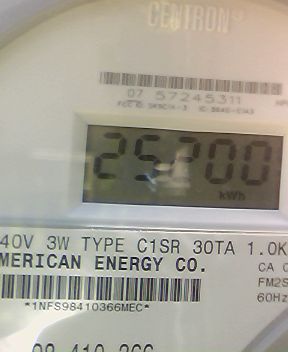 CENTRON
07 57245311
25200
kWh
40V 3W TYPE C1SR 30TA 1.0K
MERICAN ENERGY CO.
CA 0
FM2S
60Hz
*1NFS98410366MEC*